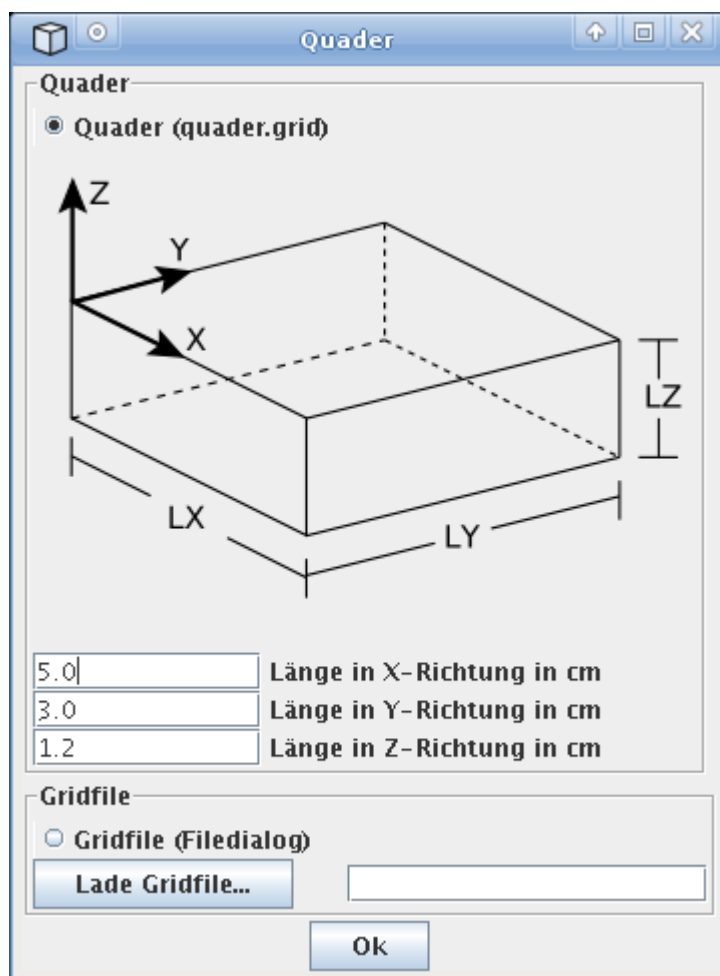 Quader
Quader
Quader (quader.grid)
Z
Y
X
LZ
LX
LY
5.0 Länge in X-Richtung in cm
3.0 Länge in Y-Richtung in cm
1.2 Länge in Z-Richtung in cm
Gridfile
Gridfile (Filedialog)
Lade Gridfile...
Ok